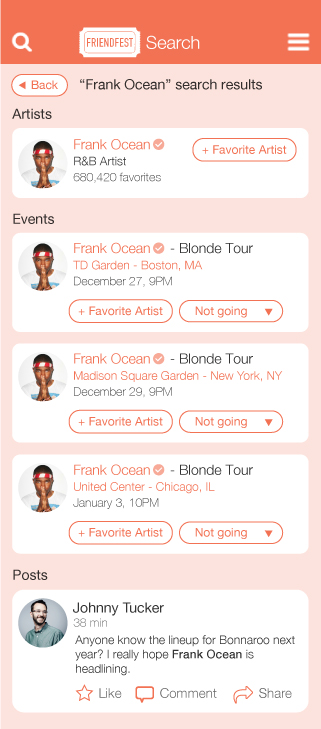 FRIENDFEST Search
Back "Frank Ocean" search results
Artists
Frank Ocean
R&B Artist
680,420 favorites
+ Favorite Artist
Events
Frank Ocean - Blonde Tour
TD Garden - Boston, MA
December 27, 9PM
+ Favorite Artist Not going
Frank Ocean - Blonde Tour
Madison Square Garden - New York, NY
December 29, 9PM
+ Favorite Artist Not going
Frank Ocean - Blonde Tour
United Center - Chicago, IL
January 3, 10PM
+ Favorite Artist Not going
Posts
Johnny Tucker
38 min
Anyone know the lineup for Bonnaroo next
year? I really hope Frank Ocean is
headlining.
Like Comment Share